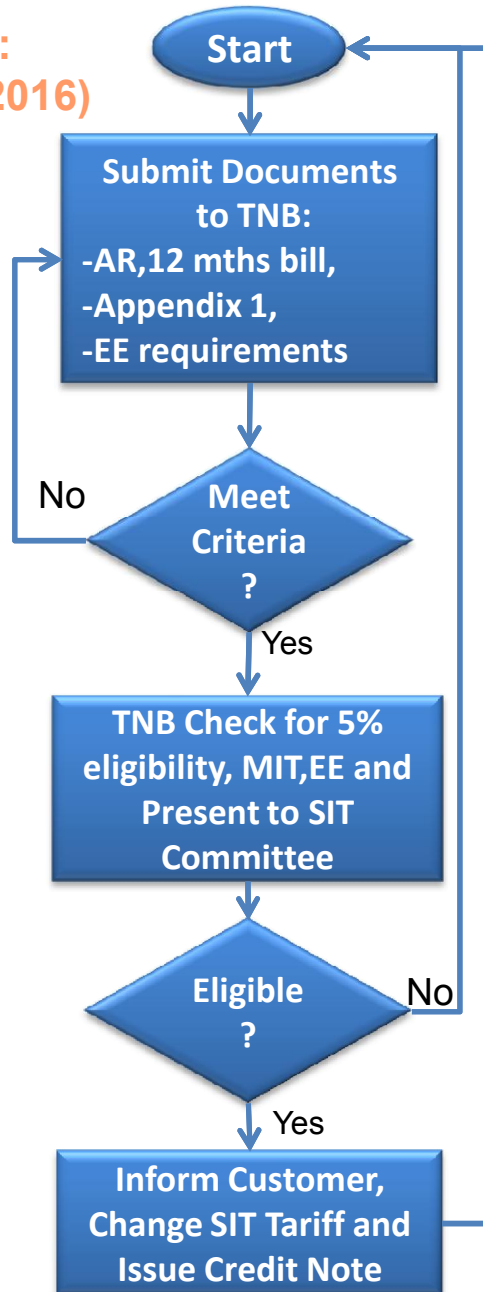 :
2016)
Start
Submit Documents
to TNB:
-AR,12 mths bill,
-Appendix 1,
-EE requirements
No
Meet
Criteria
?
Yes
TNB Check for 5%
eligibility, MIT,EE and
Present to SIT
Committee
Eligible
?
No
Yes
Inform Customer,
Change SIT Tariff and
Issue Credit Note